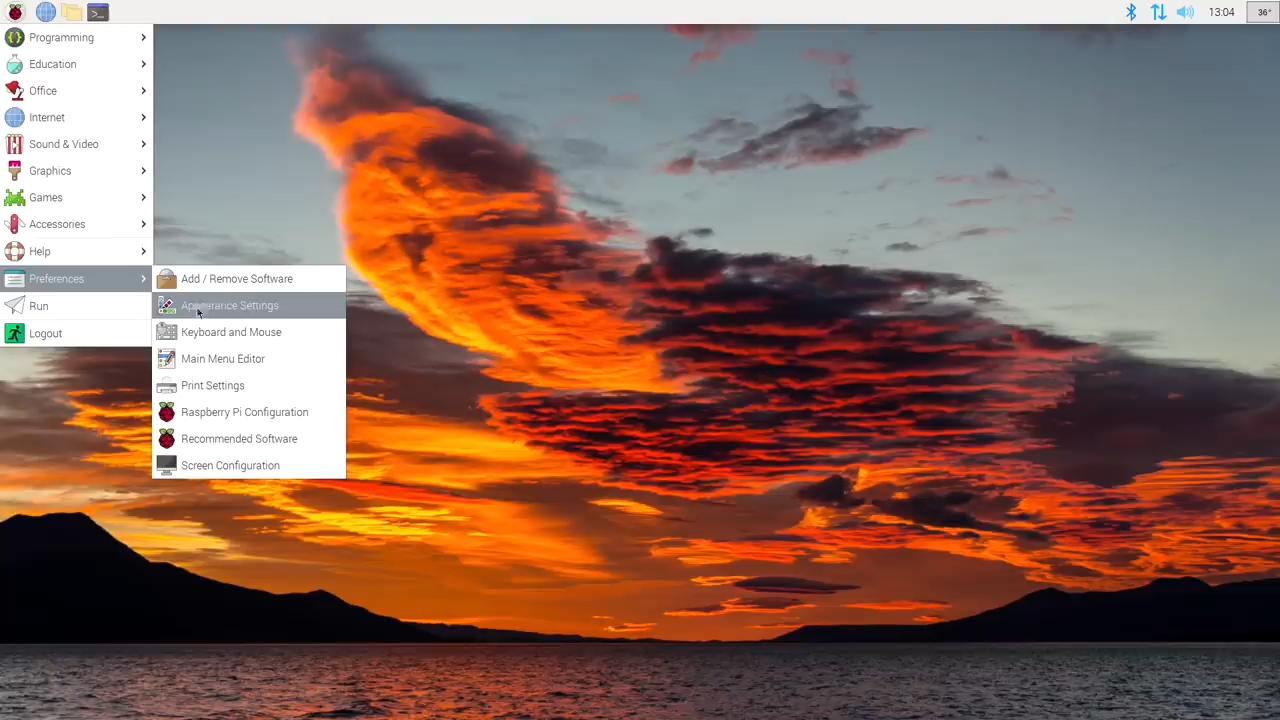 13:04
36°
Programming
Education
Office
Internet
Sound & Video
Graphics
Games
Accessories
Help
Preferences
Run
Logout
Add / Remove Software
Appearance Settings
Keyboard and Mouse
Main Menu Editor
Print Settings
Raspberry Pi Configuration
Recommended Software
Screen Configuration